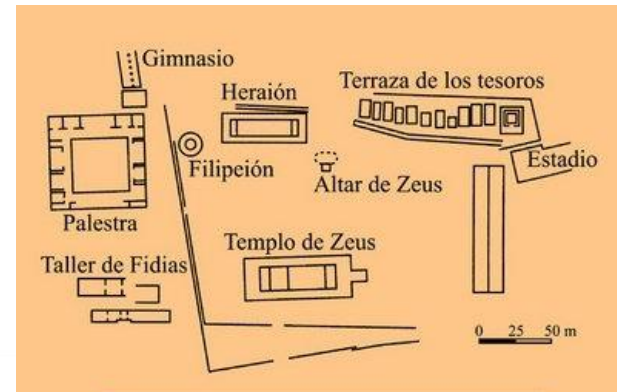 Gimnasio
Heraión
Terraza de los tesoros
Filipeión
Altar de Zeus
Estadio
Palestra
Templo de Zeus
Taller de Fidias
0 25 50 m